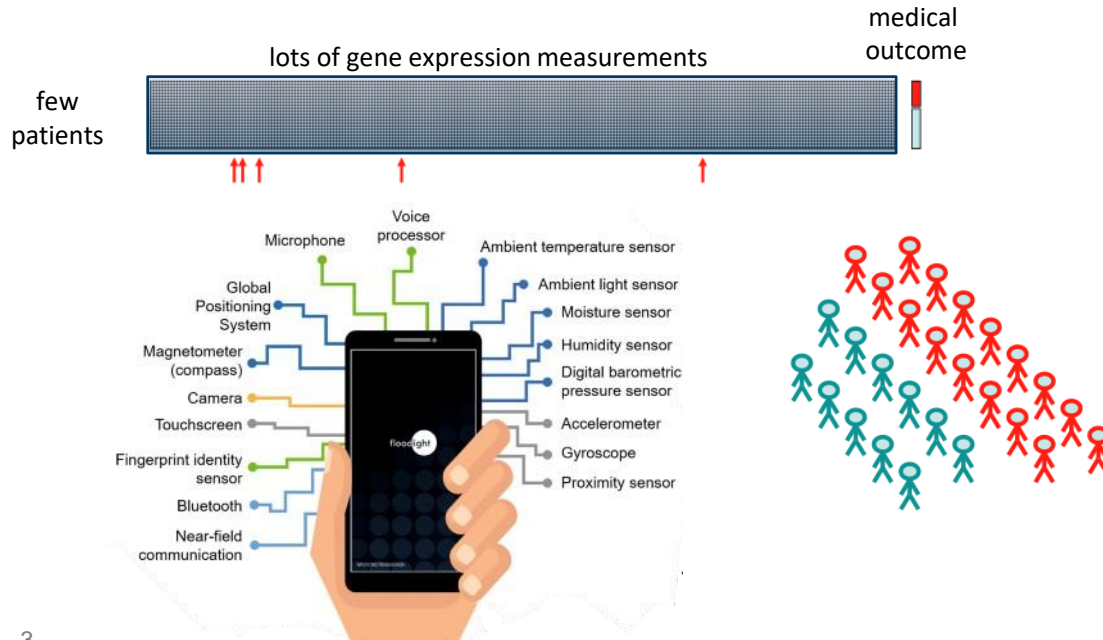 medical
outcome
lots of gene expression measurements
few
patients
Voice
processor
Microphone
Ambient temperature sensor
Global
Positioning
System
Ambient light sensor
Moisture sensor
Magnetometer
(compass)
Humidity sensor
Digital barometric
pressure sensor
Camera
Touchscreen
Accelerometer
floodlight
Gyroscope
Fingerprint identity
sensor
Proximity sensor
Bluetooth
Near-field
communication
3